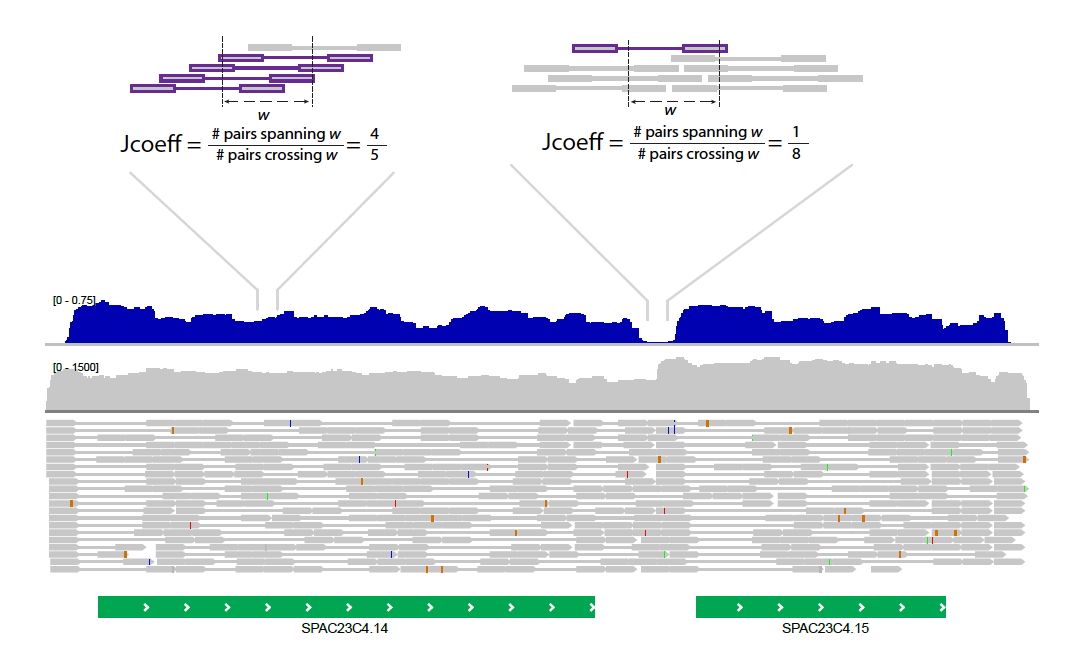 w
w
Jcoeff = # pairs spanning w / # pairs crossing w = 4 / 5
Jcoeff = # pairs spanning w / # pairs crossing w = 1 / 8
[0 - 0.75]
[0 - 1500]
SPAC23C4.14
SPAC23C4.15